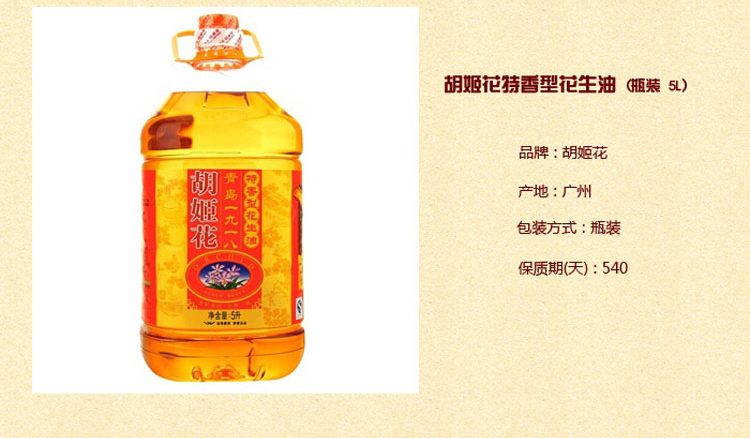 胡姬花特香型花生油（瓶装 5L）
品牌：胡姬花
产地：广州
包装方式：瓶装
保质期(天)：540
胡姬花
青岛一九一八
特香型花生油
净含量:5升